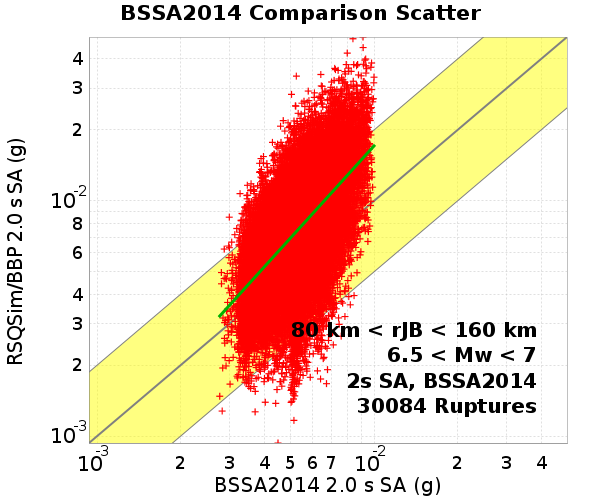 BSSA2014 Comparison Scatter
RSQSim/BBP 2.0 s SA (g)
4
3
2
10^-2
8
6
4
3
2
10^-3
80 km < rJB < 160 km
6.5 < Mw < 7
2s SA, BSSA2014
30084 Ruptures
10^-3 2 3 4 5 6 7 10^-2 2 3 4
BSSA2014 2.0 s SA (g)